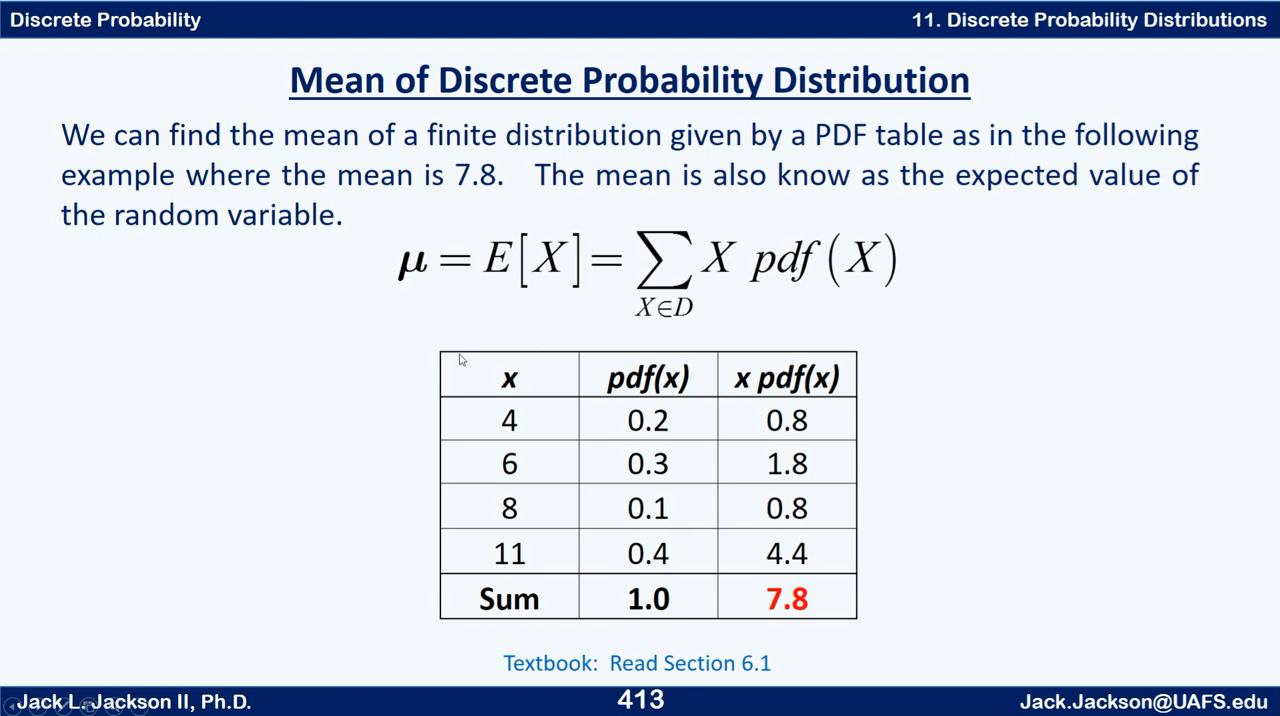 Discrete Probability
11. Discrete Probability Distributions
Mean of Discrete Probability Distribution
We can find the mean of a finite distribution given by a PDF table as in the following
example where the mean is 7.8. The mean is also know as the expected value of
the random variable.
μ = E[X] = ∑ X pdf(X)
X∈D
x pdf(x) x pdf(x)
4 0.2 0.8
6 0.3 1.8
8 0.1 0.8
11 0.4 4.4
Sum 1.0 7.8
Textbook: Read Section 6.1
Jack L. Jackson II, Ph.D.
413
Jack.Jackson@UAFS.edu